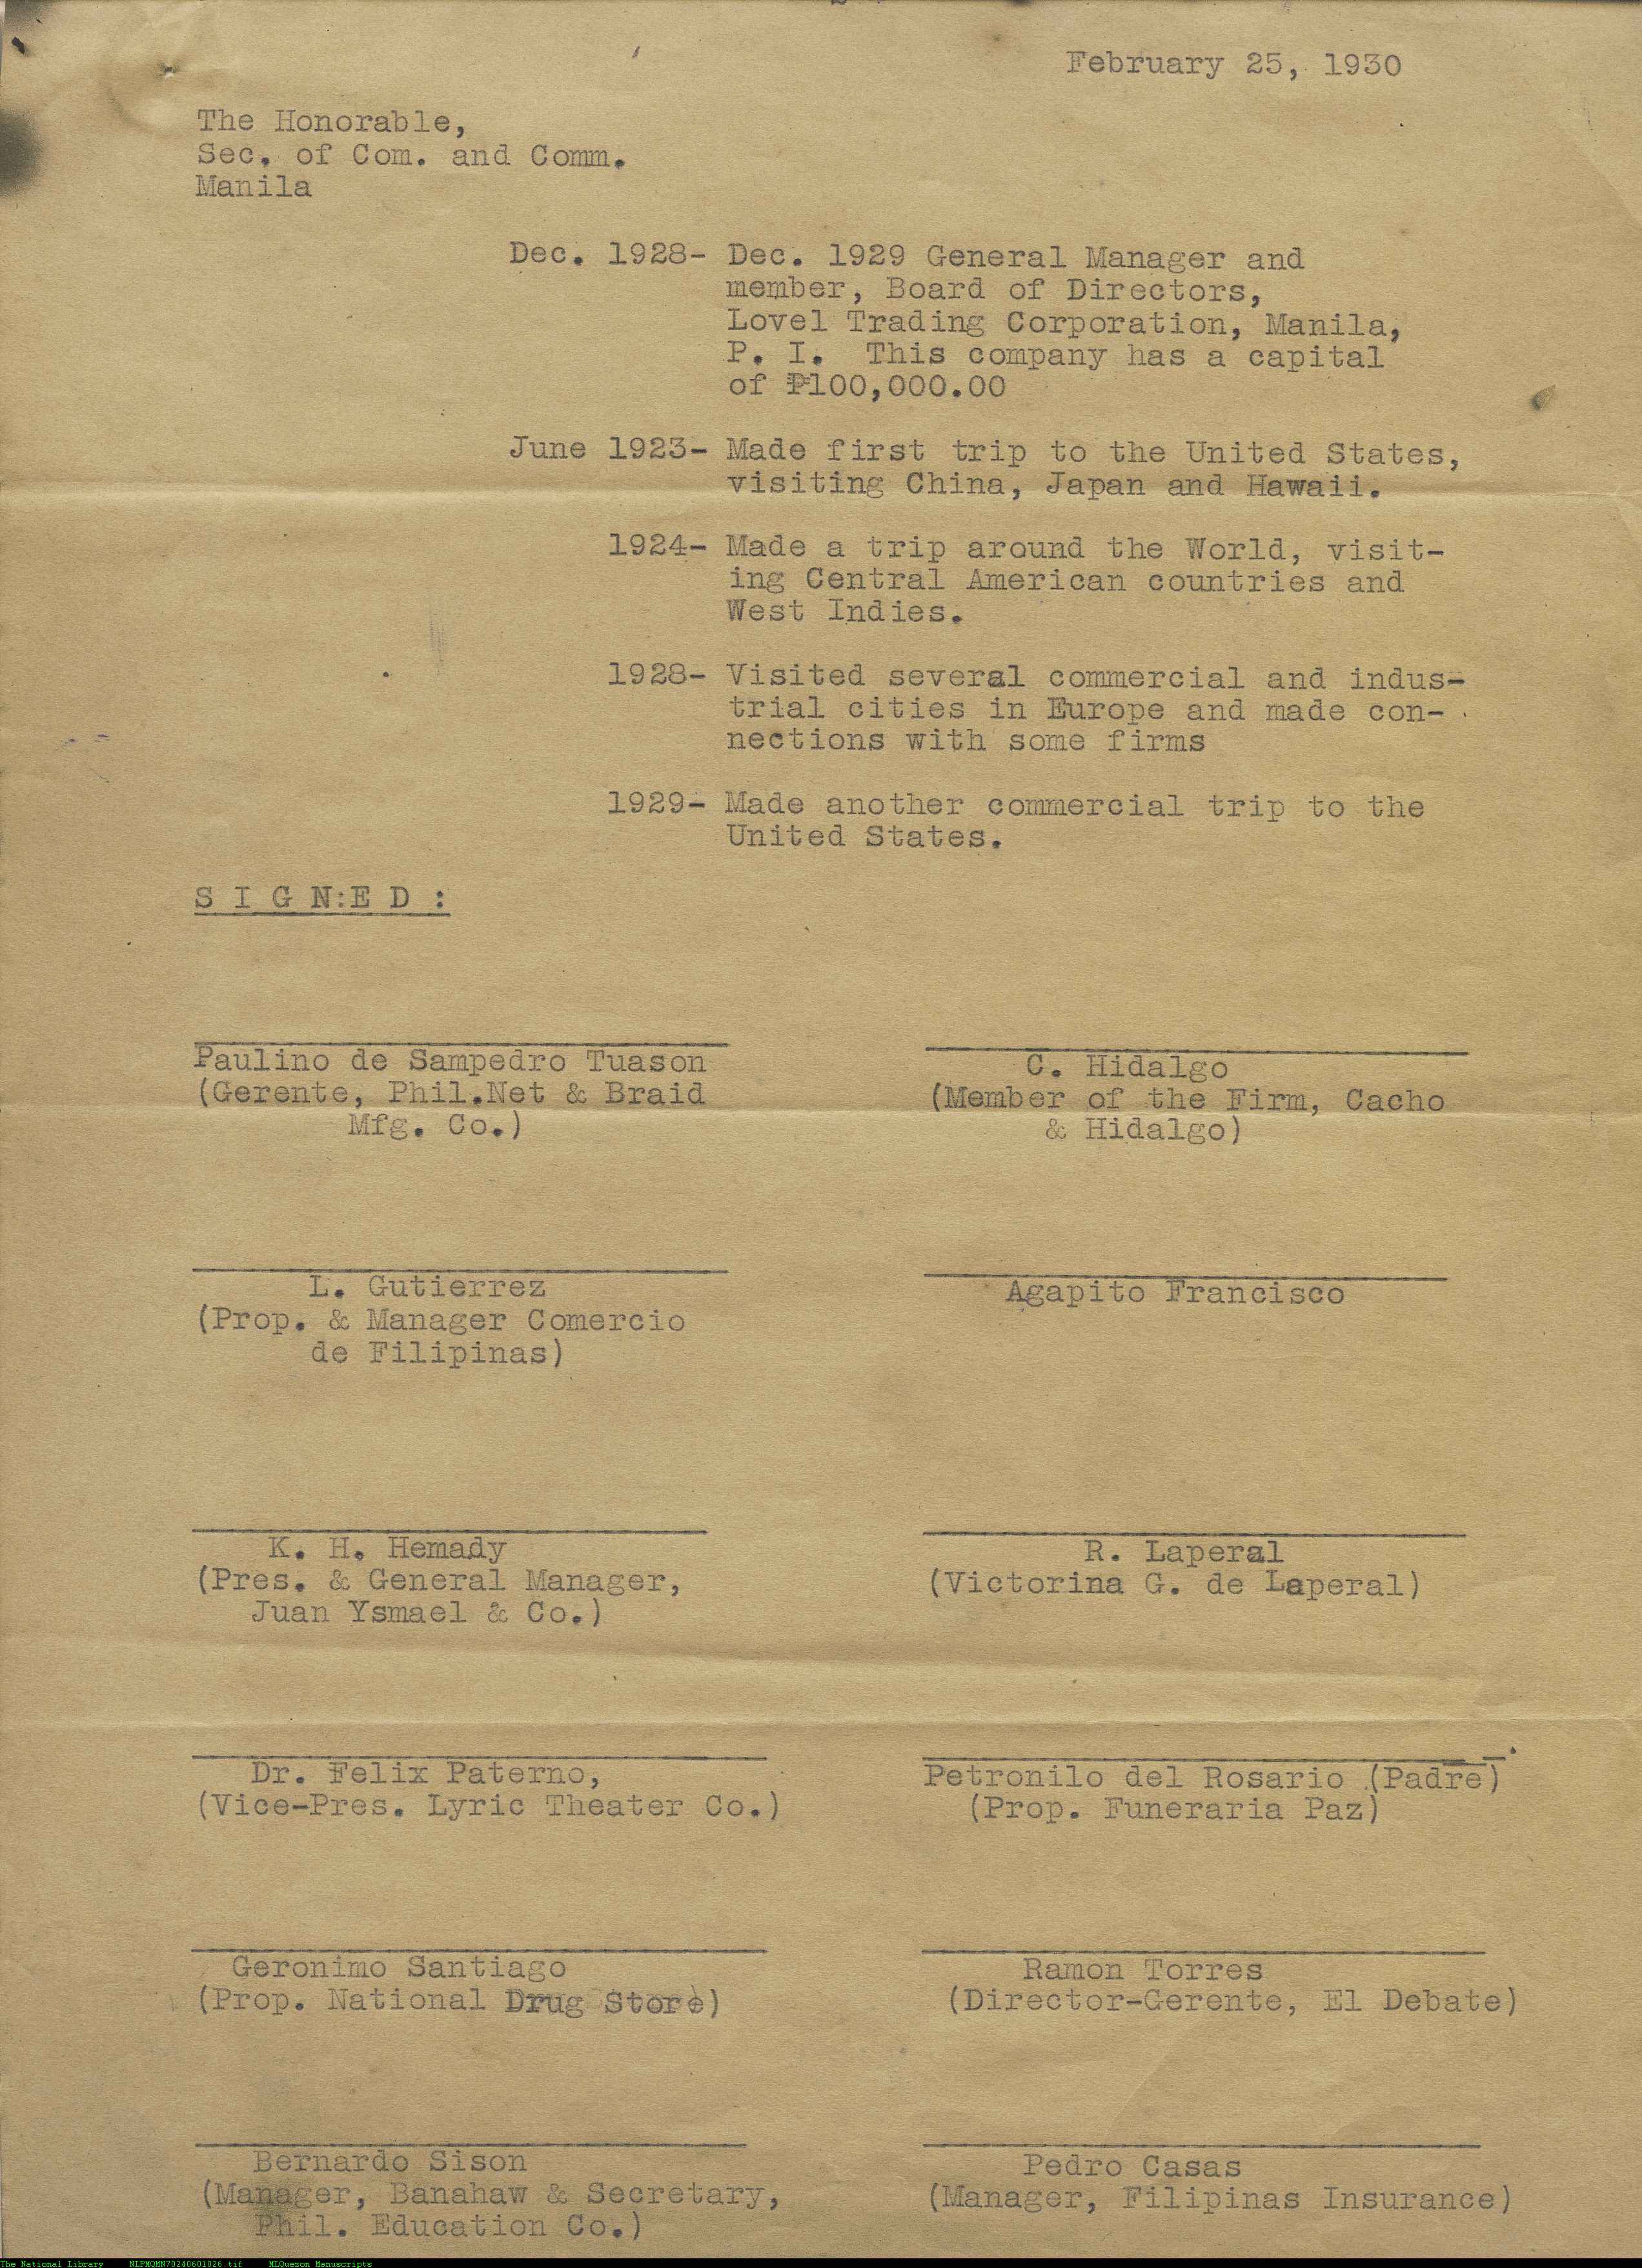 February 25, 1930
The Honorable,
Sec. of Com. and Comm.
Manila
Dec. 1928- Dec. 1929 General Manager and
member, Board of Directors,
Lovel Trading Corporation, Manila,
P. I. This company has a capital
of ₱100,000.00
June 1923- Made first trip to the United States,
visiting China, Japan and Hawaii.
1924- Made a trip around the World, visit-
ing Central American countries and
West Indies.
1928- Visited several commercial and indus-
trial cities in Europe and made con-
nections with some firms
1929- Made another commercial trip to the
United States.
S I G N:E D :
Paulino de Sampedro Tuason
(Gerente, Phil.Net & Braid
Mfg. Co.)
C. Hidalgo
(Member of the Firm, Cacho
& Hidalgo)
L. Gutierrez
(Prop. & Manager Comercio
de Filipinas)
Agapito Francisco
K. H. Hemady
(Pres. & General Manager,
Juan Ysmael & Co.)
R. Laperal
(Victorina G. de Laperal)
Dr. Felix Paterno,
(Vice-Pres. Lyric Theater Co.)
Petronilo del Rosario (Padre)
(Prop. Funeraria Paz)
Geronimo Santiago
(Prop. National Drug Store)
Ramon Torres
(Director-Gerente, El Debate)
Bernardo Sison
(Manager, Banahaw & Secretary,
Phil. Education Co.)
Pedro Casas
(Manager, Filipinas Insurance)
The National Library NLPMQMN70240601026.tif MLQuezon Manuscripts